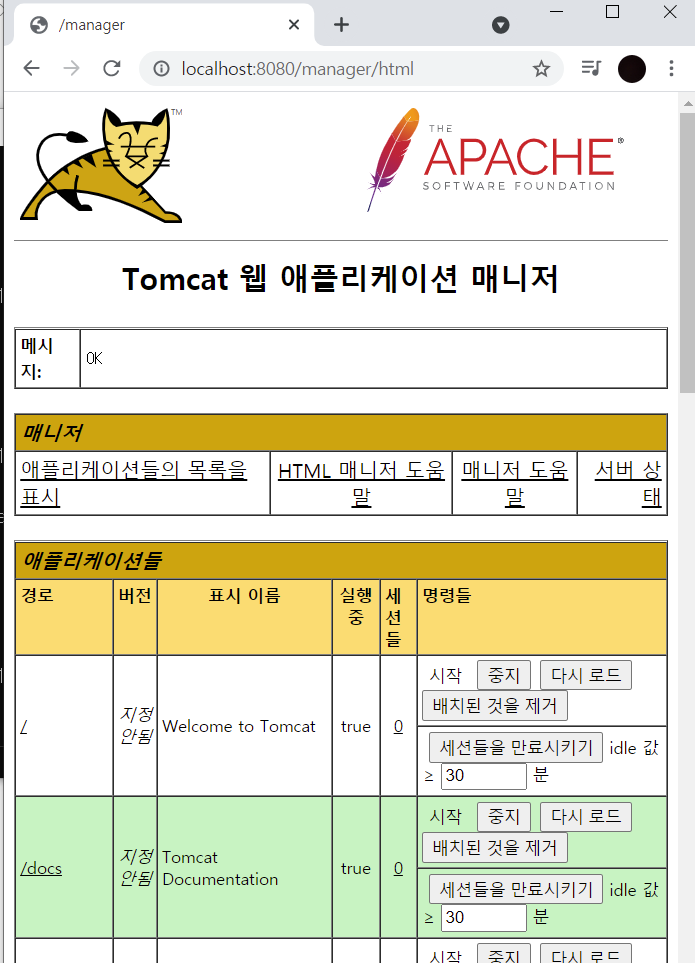 /manager
localhost:8080/manager/html
TM
THE
APACHE®
SOFTWARE FOUNDATION
Tomcat 웹 애플리케이션 매니저
메시
지:
OK
매니저
애플리케이션들의 목록을
표시
HTML 매니저 도움
말
매니저 도움
말
서버 상
태
애플리케이션들
경로
버전
표시 이름
실행
중
세
션
들
명령들
/
지정
안됨
Welcome to Tomcat
true
0
시작 중지 다시 로드
배치된 것을 제거
세션들을 만료시키기 idle 값
≥ 30 분
/docs
지정
안됨
Tomcat
Documentation
true
0
시작 중지 다시 로드
배치된 것을 제거
세션들을 만료시키기 idle 값
≥ 30 분
시작 중지 다시 로드